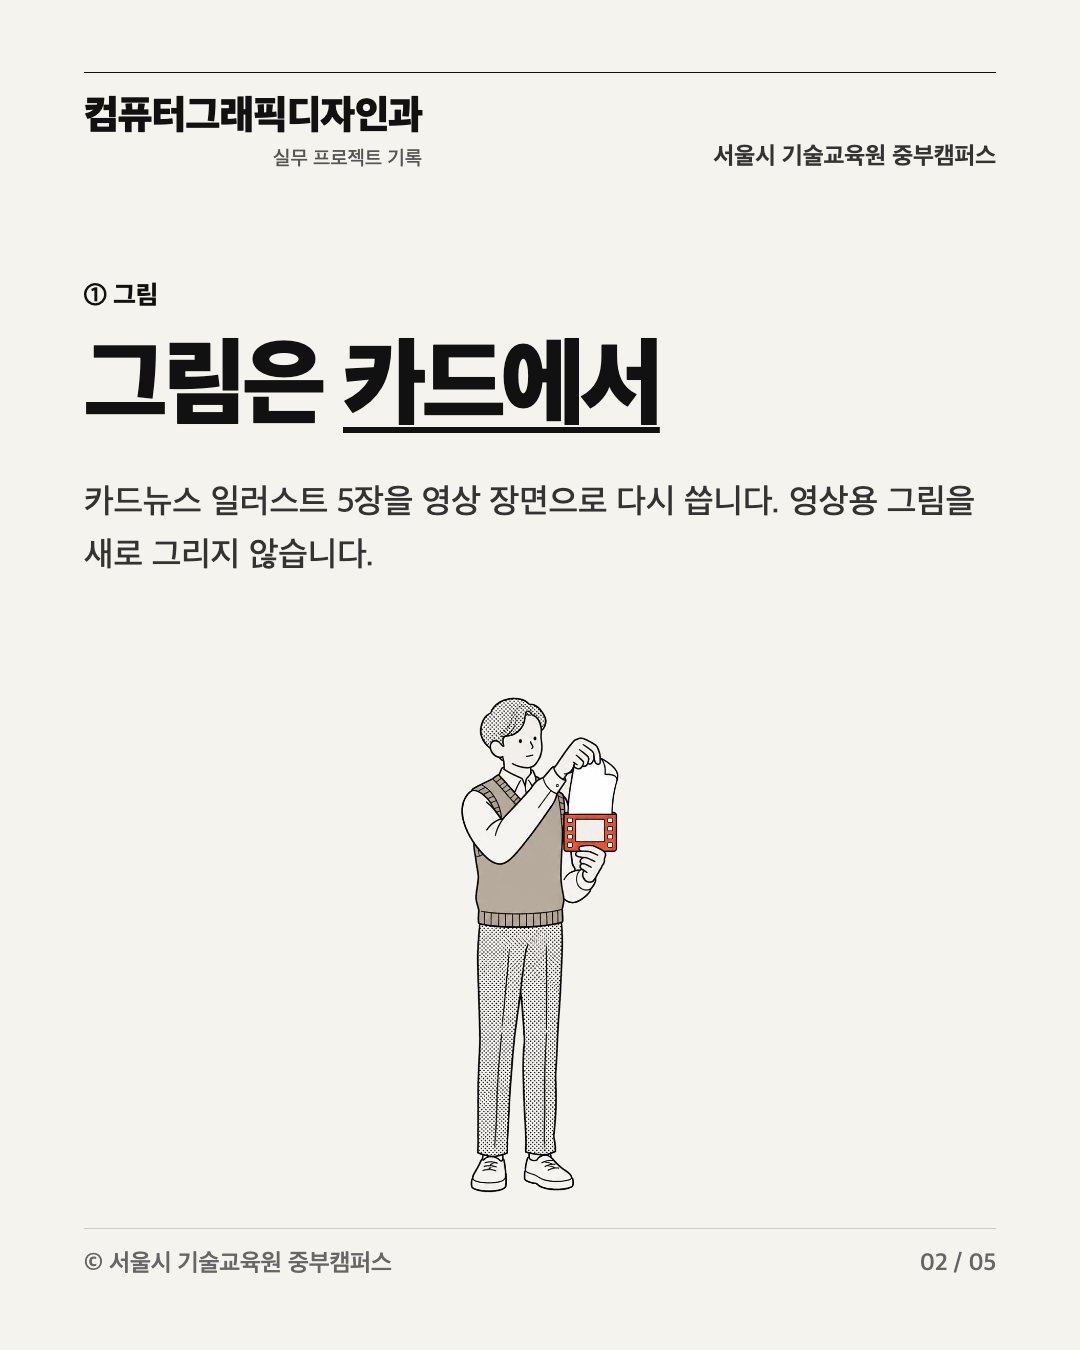 컴퓨터그래픽디자인과
실무 프로젝트 기록
서울시 기술교육원 중부캠퍼스
① 그림
그림은 카드에서
카드뉴스 일러스트 5장을 영상 장면으로 다시 씁니다. 영상용 그림을
새로 그리지 않습니다.
© 서울시 기술교육원 중부캠퍼스
02 / 05